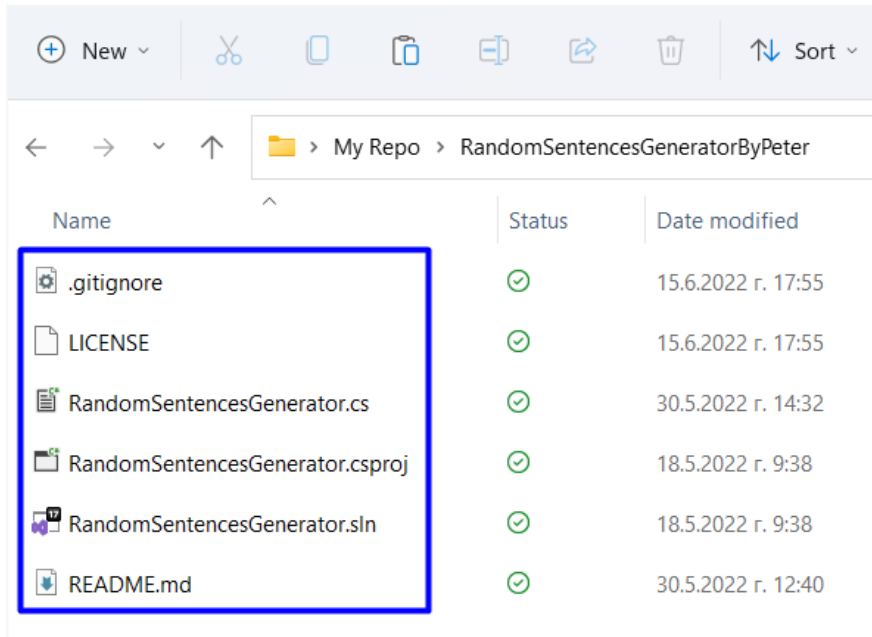 New Sort
My Repo RandomSentencesGeneratorByPeter
Name Status Date modified
.gitignore 15.6.2022 г. 17:55
LICENSE 15.6.2022 г. 17:55
RandomSentencesGenerator.cs 30.5.2022 г. 14:32
RandomSentencesGenerator.csproj 18.5.2022 г. 9:38
RandomSentencesGenerator.sln 18.5.2022 г. 9:38
README.md 30.5.2022 г. 12:40